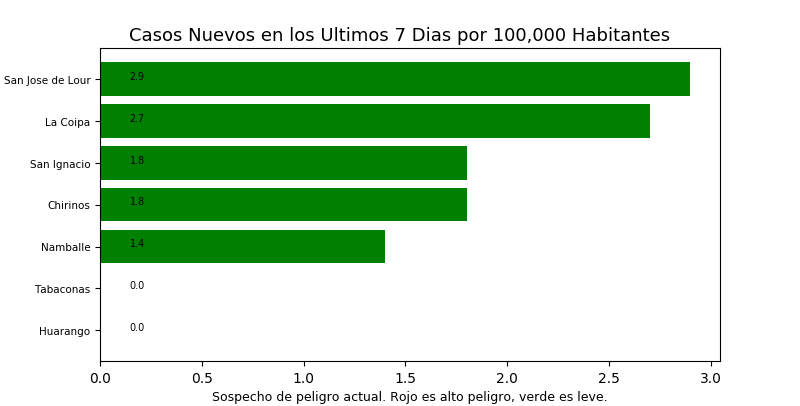 Casos Nuevos en los Ultimos 7 Dias por 100,000 Habitantes
San Jose de Lour 2.9
La Coipa 2.7
San Ignacio 1.8
Chirinos 1.8
Namballe 1.4
Tabaconas 0.0
Huarango 0.0
0.0 0.5 1.0 1.5 2.0 2.5 3.0
Sospecho de peligro actual. Rojo es alto peligro, verde es leve.